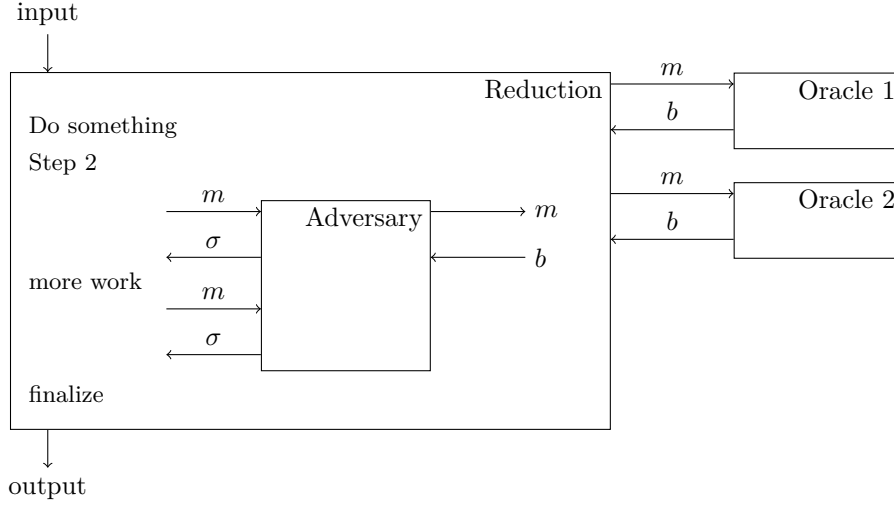 input
Reduction
m
Oracle 1
b
Do something
Step 2
m
Oracle 2
b
m
Adversary
m
σ
b
more work
m
σ
finalize
output